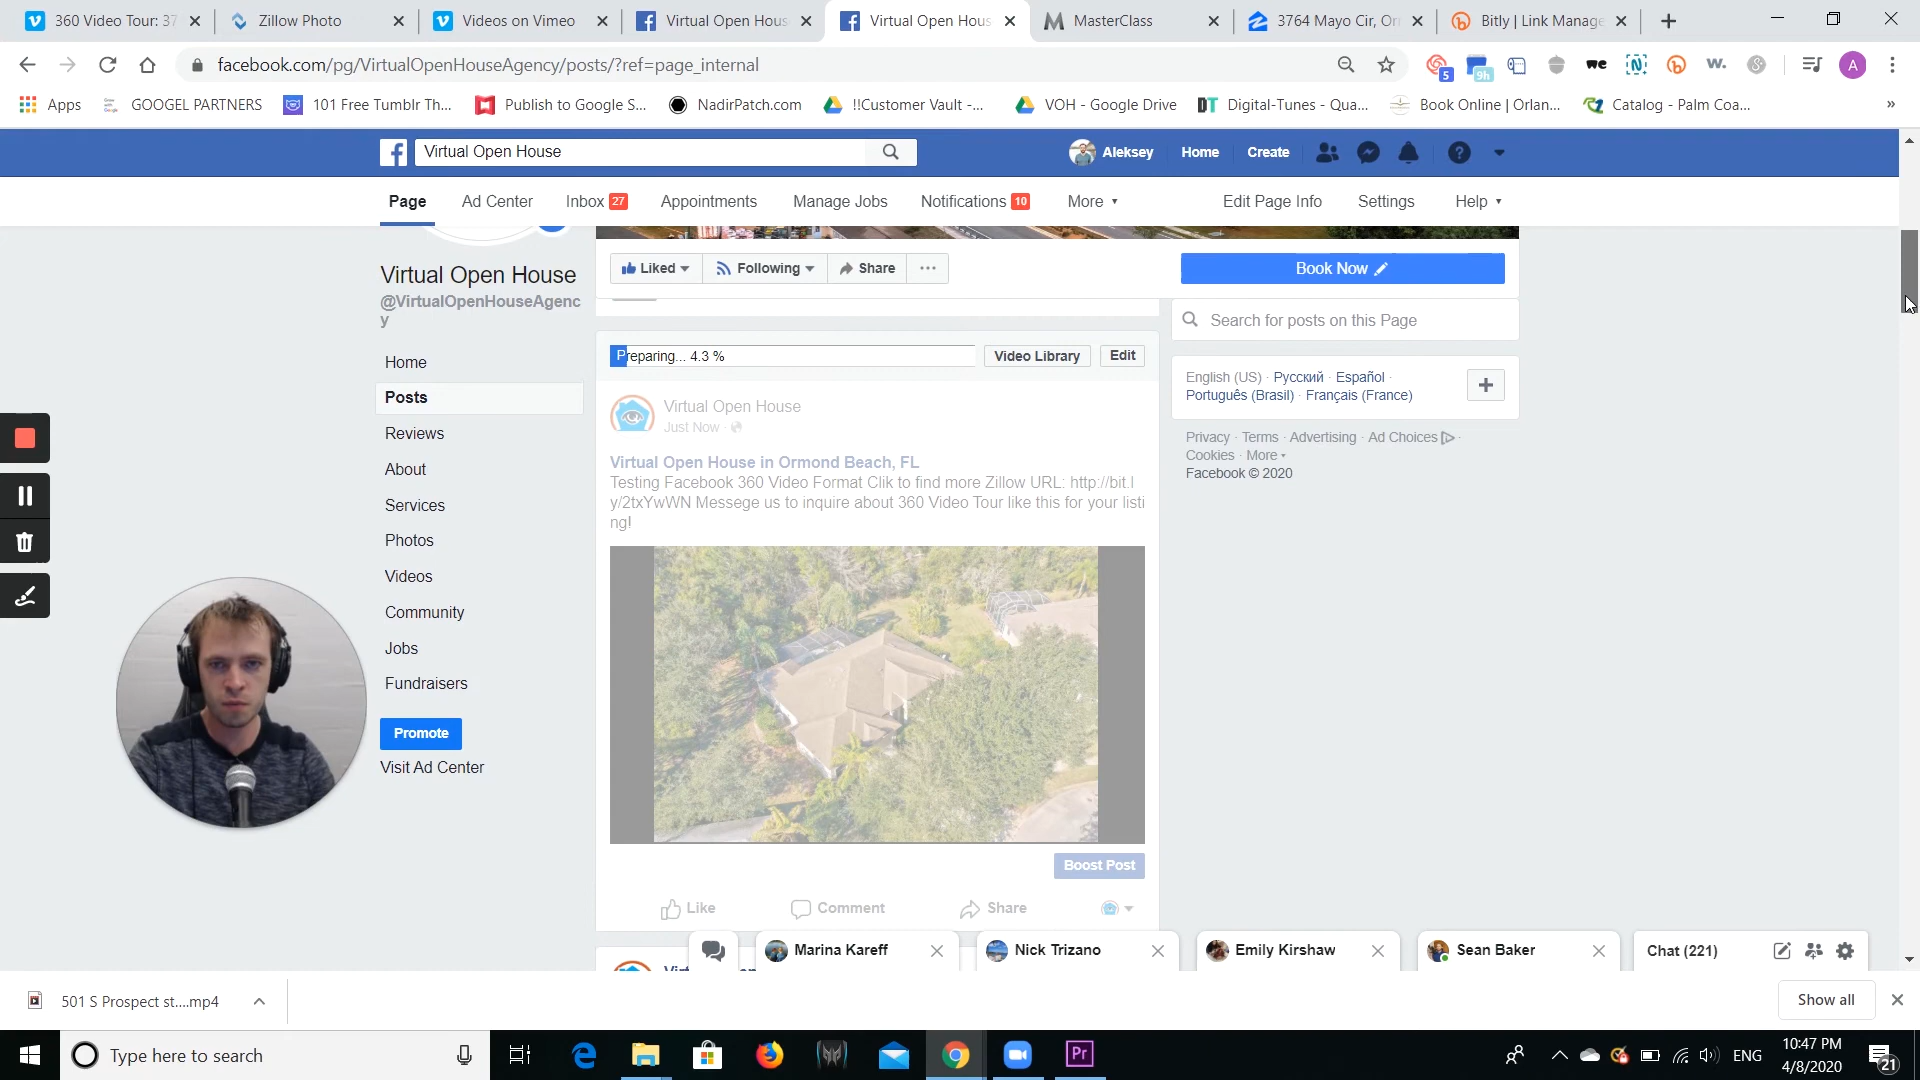 360 Video Tour: 37
Zillow Photo
Videos on Vimeo
Virtual Open Hous
Virtual Open Hous
MasterClass
3764 Mayo Cir, Orm
Bitly | Link Manage
facebook.com/pg/VirtualOpenHouseAgency/posts/?ref=page_internal
5
9h
we
N
w.
A
Apps
GOOGEL PARTNERS
101 Free Tumblr Th...
Publish to Google S...
NadirPatch.com
!!Customer Vault -...
VOH - Google Drive
Digital-Tunes - Qua...
Book Online | Orlan...
Catalog - Palm Coa...
»
Virtual Open House
Aleksey
Home
Create
Page
Ad Center
Inbox 27
Appointments
Manage Jobs
Notifications 10
More
Edit Page Info
Settings
Help
Virtual Open House
@VirtualOpenHouseAgenc
y
Liked
Following
Share
Book Now
Search for posts on this Page
Home
Posts
Reviews
About
Services
Photos
Videos
Community
Jobs
Fundraisers
Promote
Visit Ad Center
Preparing... 4.3 %
Video Library
Edit
Virtual Open House
Just Now ·
Virtual Open House in Ormond Beach, FL
Testing Facebook 360 Video Format Clik to find more Zillow URL: http://bit.l
y/2txYwWN Messege us to inquire about 360 Video Tour like this for your listi
ng!
Boost Post
Like
Comment
Share
English (US) · Русский · Español ·
Português (Brasil) · Français (France)
Privacy · Terms · Advertising · Ad Choices ·
Cookies · More
Facebook © 2020
Marina Kareff
Nick Trizano
Emily Kirshaw
Sean Baker
Chat (221)
501 S Prospect st....mp4
Show all
Type here to search
Pr
ENG
10:47 PM
4/8/2020
21